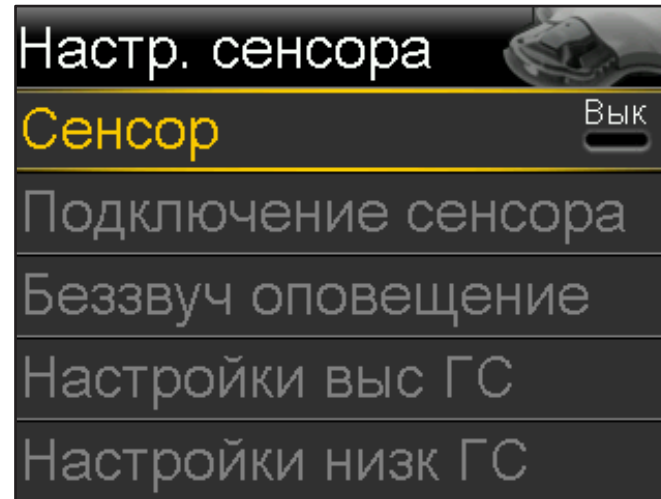 Настр. сенсора
Сенсор Вык
Подключение сенсора
Беззвуч оповещение
Настройки выс ГС
Настройки низк ГС